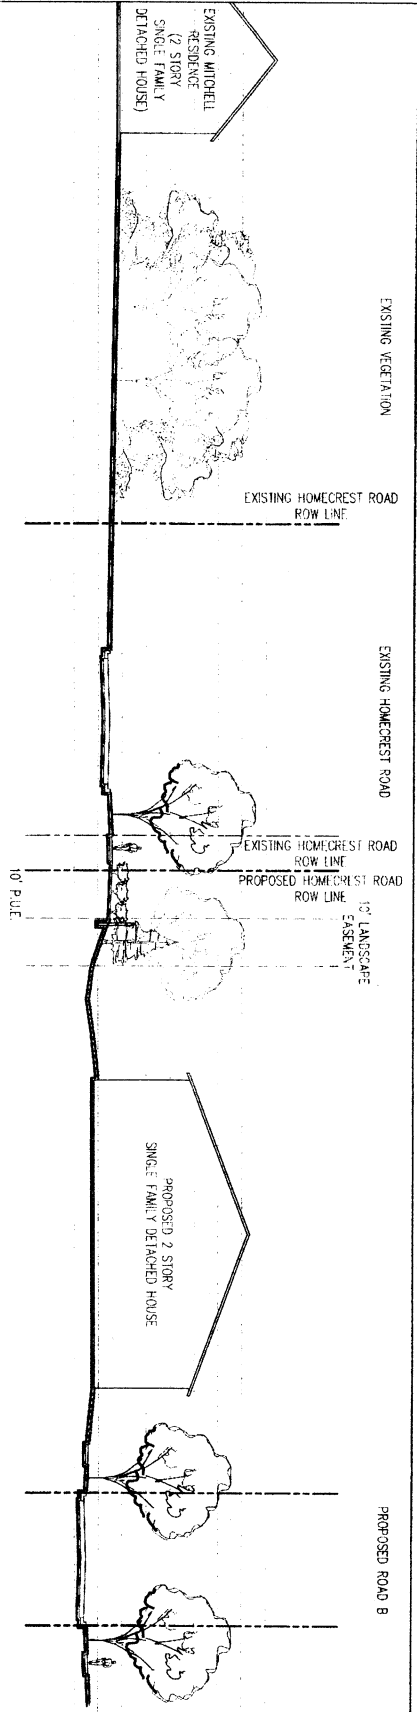 EXISTING MITCHELL
RESIDENCE
(2 STORY
SINGLE FAMILY
DETACHED HOUSE)
EXISTING VEGETATION
EXISTING HOMECREST ROAD
ROW LINE
EXISTING HOMECREST ROAD
EXISTING HOMECREST ROAD
ROW LINE
PROPOSED HOMECREST ROAD
ROW LINE
10' LANDSCAPE
EASEMENT
10' P.U.E.
PROPOSED 2 STORY
SINGLE FAMILY DETACHED HOUSE
PROPOSED ROAD B